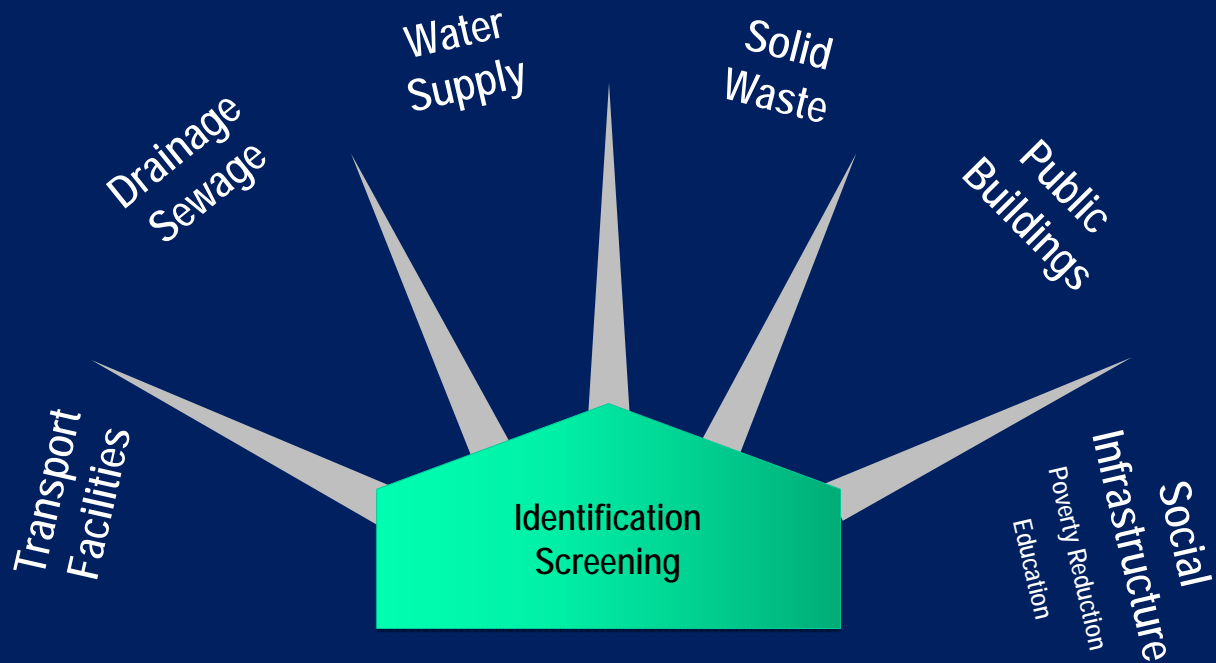 Water
Supply
Solid
Waste
Drainage
Sewage
Public
Buildings
Transport
Facilities
Identification
Screening
Social
Infrastructure
Poverty Reduction
Education